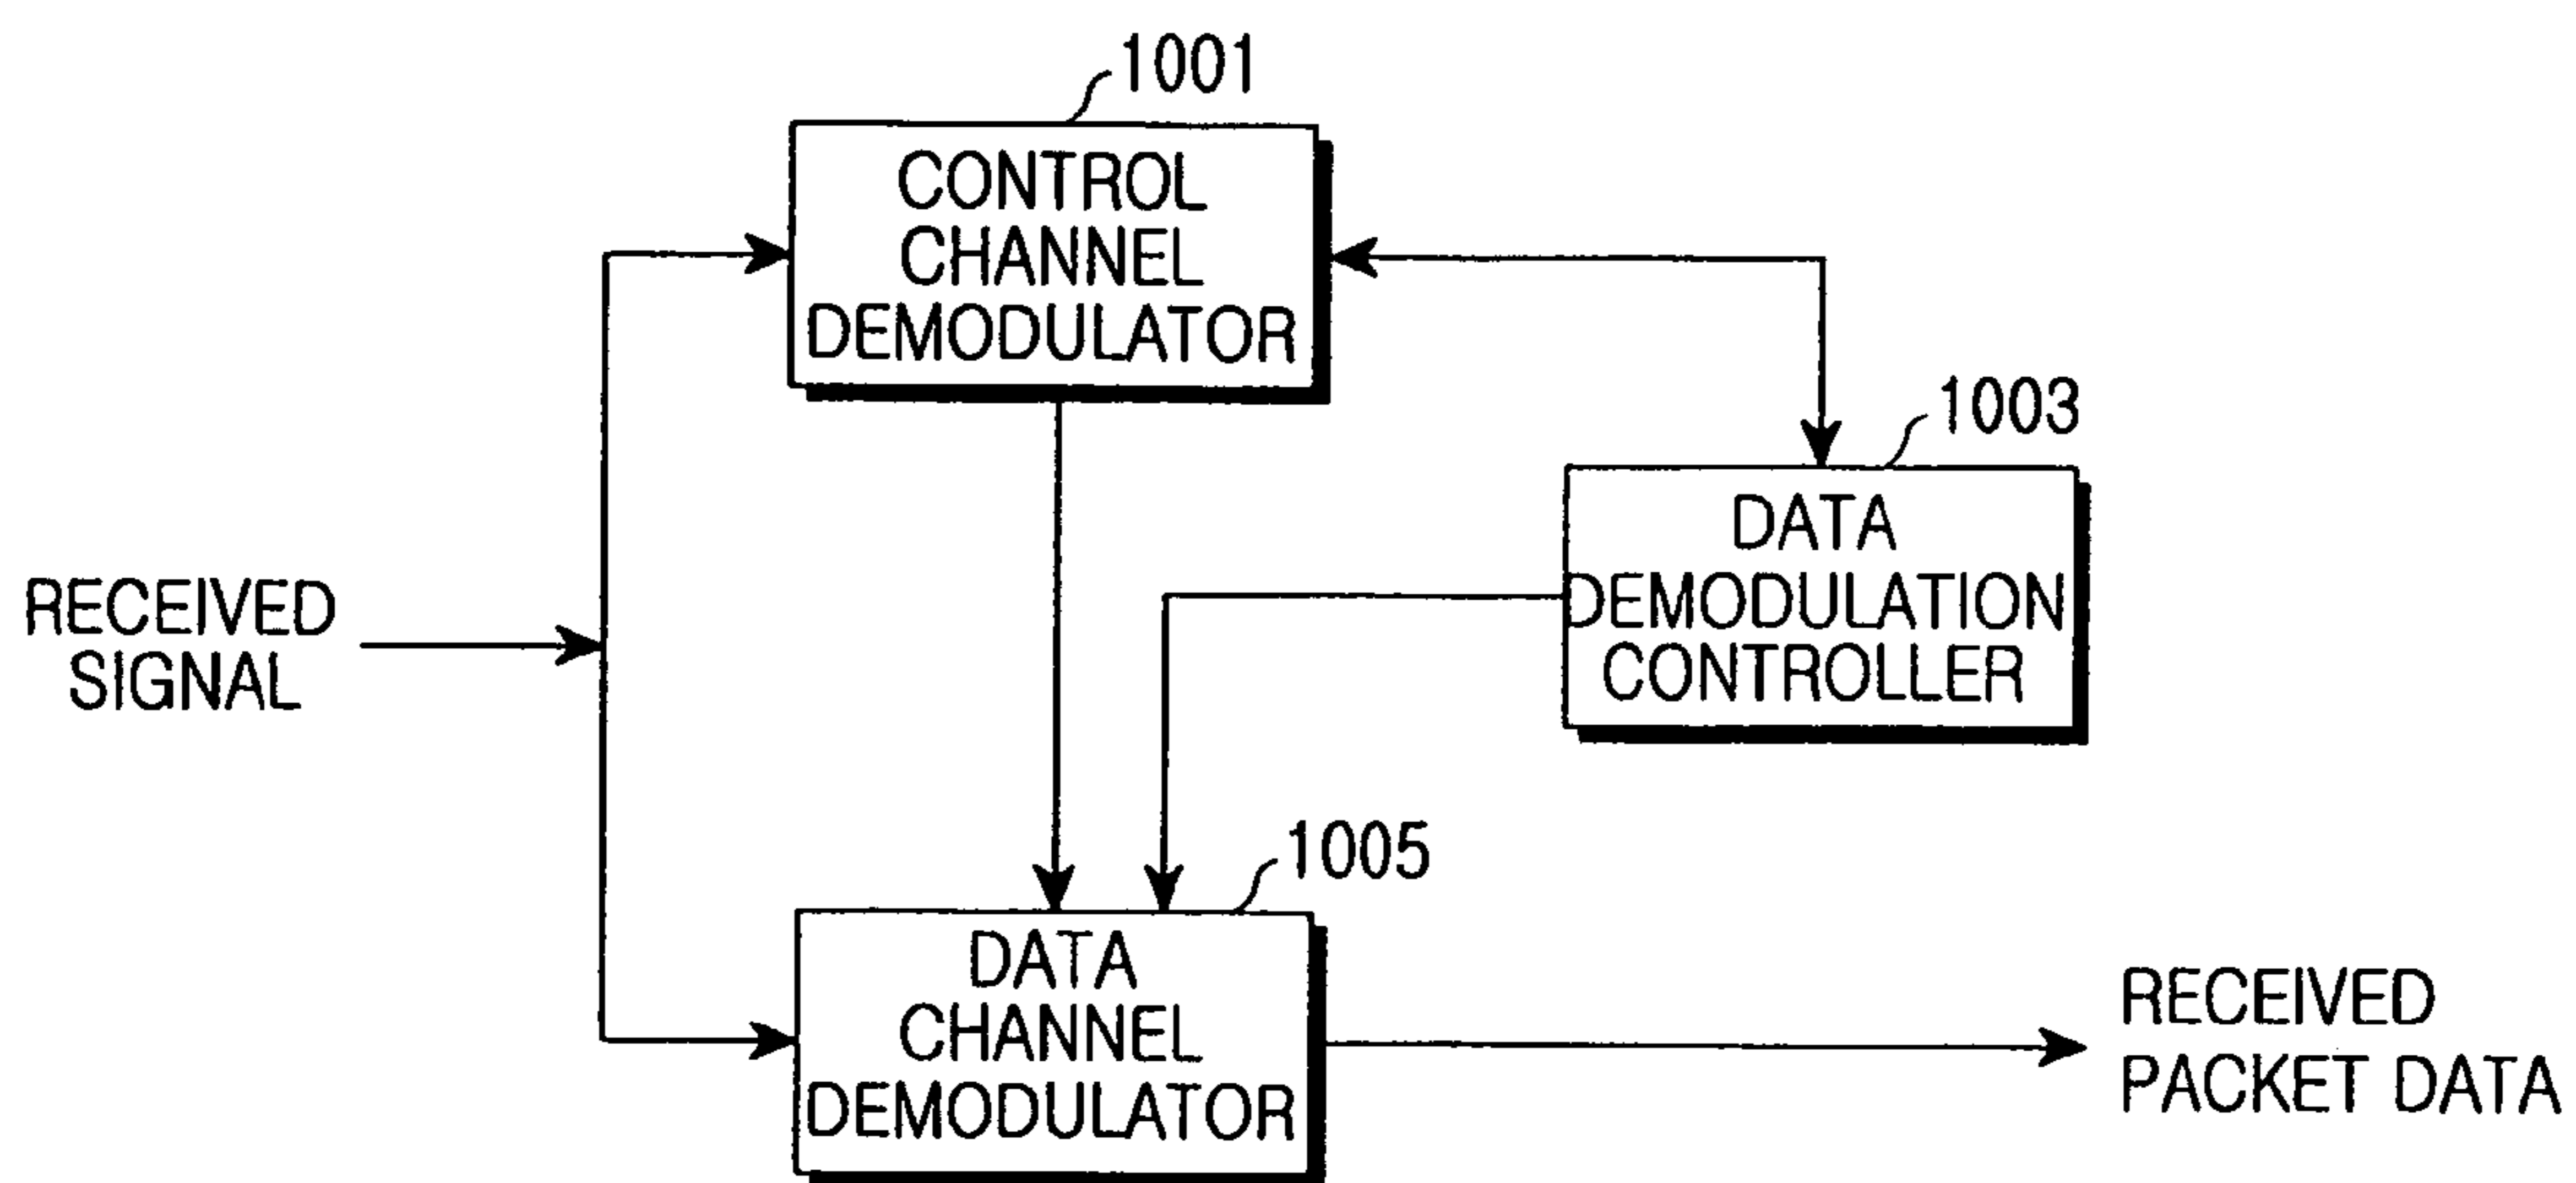 1001
CONTROL
CHANNEL
DEMODULATOR
1003
DATA
DEMODULATION
CONTROLLER
RECEIVED
SIGNAL
1005
DATA
CHANNEL
DEMODULATOR
RECEIVED
PACKET DATA